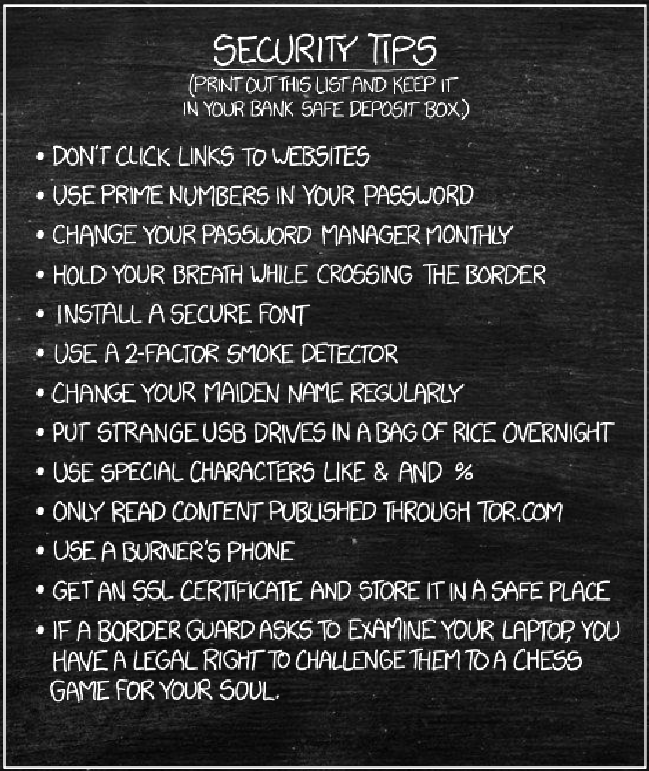 SECURITY TIPS
(PRINT OUT THIS LIST AND KEEP IT
IN YOUR BANK SAFE DEPOSIT BOX.)
• DON'T CLICK LINKS TO WEBSITES
• USE PRIME NUMBERS IN YOUR PASSWORD
• CHANGE YOUR PASSWORD MANAGER MONTHLY
• HOLD YOUR BREATH WHILE CROSSING THE BORDER
• INSTALL A SECURE FONT
• USE A 2-FACTOR SMOKE DETECTOR
• CHANGE YOUR MAIDEN NAME REGULARLY
• PUT STRANGE USB DRIVES IN A BAG OF RICE OVERNIGHT
• USE SPECIAL CHARACTERS LIKE & AND %
• ONLY READ CONTENT PUBLISHED THROUGH TOR.COM
• USE A BURNER'S PHONE
• GET AN SSL CERTIFICATE AND STORE IT IN A SAFE PLACE
• IF A BORDER GUARD ASKS TO EXAMINE YOUR LAPTOP, YOU
HAVE A LEGAL RIGHT TO CHALLENGE THEM TO A CHESS
GAME FOR YOUR SOUL.